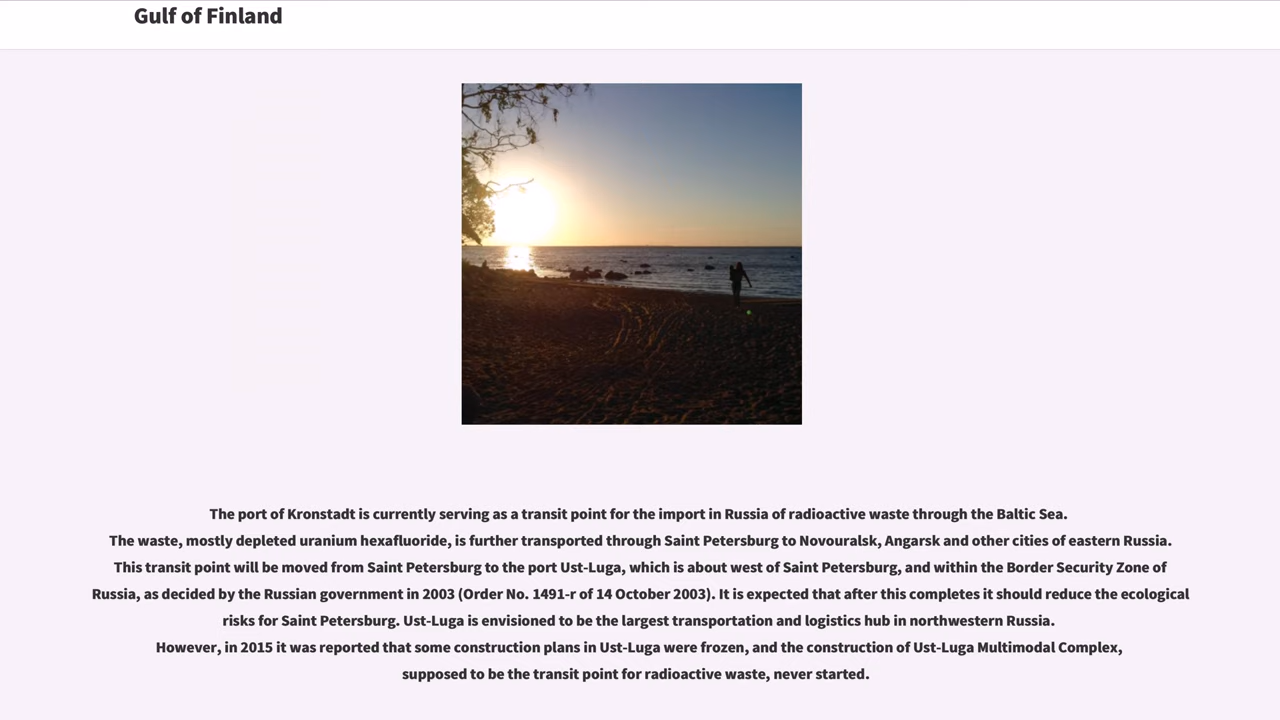 Gulf of Finland
The port of Kronstadt is currently serving as a transit point for the import in Russia of radioactive waste through the Baltic Sea.
The waste, mostly depleted uranium hexafluoride, is further transported through Saint Petersburg to Novouralsk, Angarsk and other cities of eastern Russia.
This transit point will be moved from Saint Petersburg to the port Ust-Luga, which is about west of Saint Petersburg, and within the Border Security Zone of
Russia, as decided by the Russian government in 2003 (Order No. 1491-r of 14 October 2003). It is expected that after this completes it should reduce the ecological
risks for Saint Petersburg. Ust-Luga is envisioned to be the largest transportation and logistics hub in northwestern Russia.
However, in 2015 it was reported that some construction plans in Ust-Luga were frozen, and the construction of Ust-Luga Multimodal Complex,
supposed to be the transit point for radioactive waste, never started.